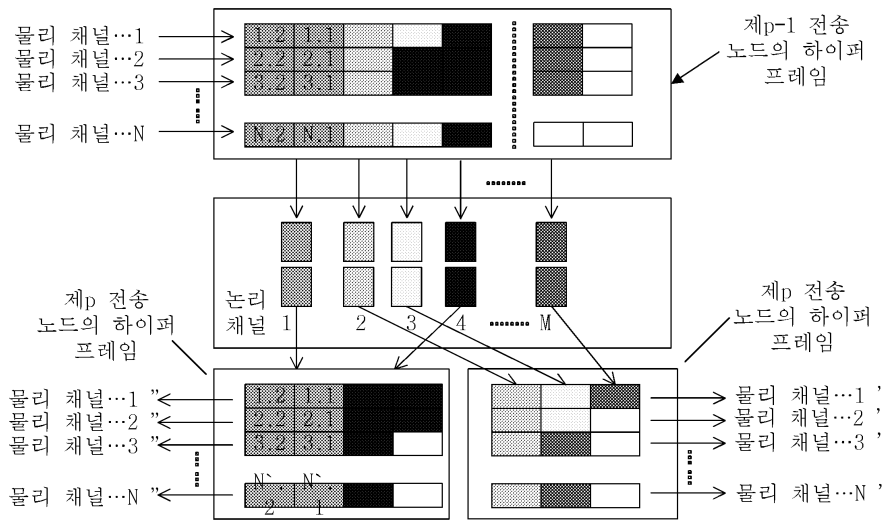 물리 채널…1
물리 채널…2
물리 채널…3
물리 채널…N
1.2 1.1
2.2 2.1
3.2 3.1
N.2 N.1
제p-1 전송
노드의 하이퍼
프레임
논리
채널 1 2 3 4 M
제p 전송
노드의 하이퍼
프레임
제p 전송
노드의 하이퍼
프레임
물리 채널…1 ”
물리 채널…2 ”
물리 채널…3 ”
물리 채널…N ”
1.2 1.1
2.2 2.1
3.2 3.1
N`. N`.
2 1
물리 채널…1 ’
물리 채널…2 ’
물리 채널…3 ’
물리 채널…N ’